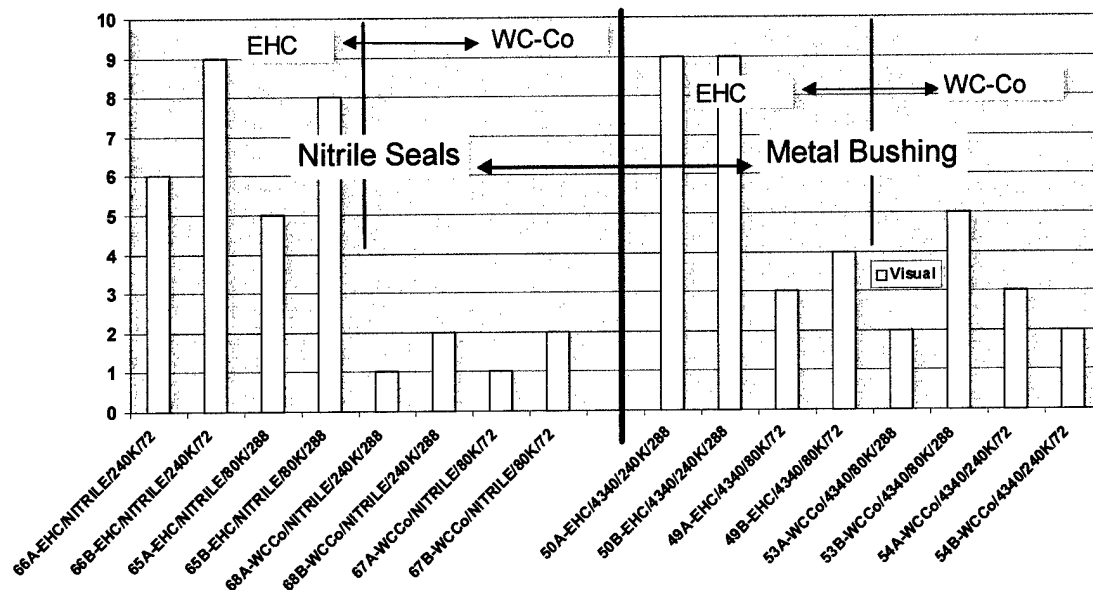 10
9
8
7
6
5
4
3
2
1
0
EHC
WC-Co
Nitrile Seals
EHC
WC-Co
Metal Bushing
Visual
66A-EHC/NITRILE/240K/72
66B-EHC/NITRILE/240K/72
65A-EHC/NITRILE/80K/288
65B-EHC/NITRILE/80K/288
68A-WCCo/NITRILE/240K/288
68B-WCCo/NITRILE/240K/288
67A-WCCo/NITRILE/80K/72
67B-WCCo/NITRILE/80K/72
50A-EHC/4340/240K/288
50B-EHC/4340/240K/288
49A-EHC/4340/80K/72
49B-EHC/4340/80K/72
53A-WCCo/4340/80K/288
53B-WCCo/4340/80K/288
54A-WCCo/4340/240K/72
54B-WCCo/4340/240K/72